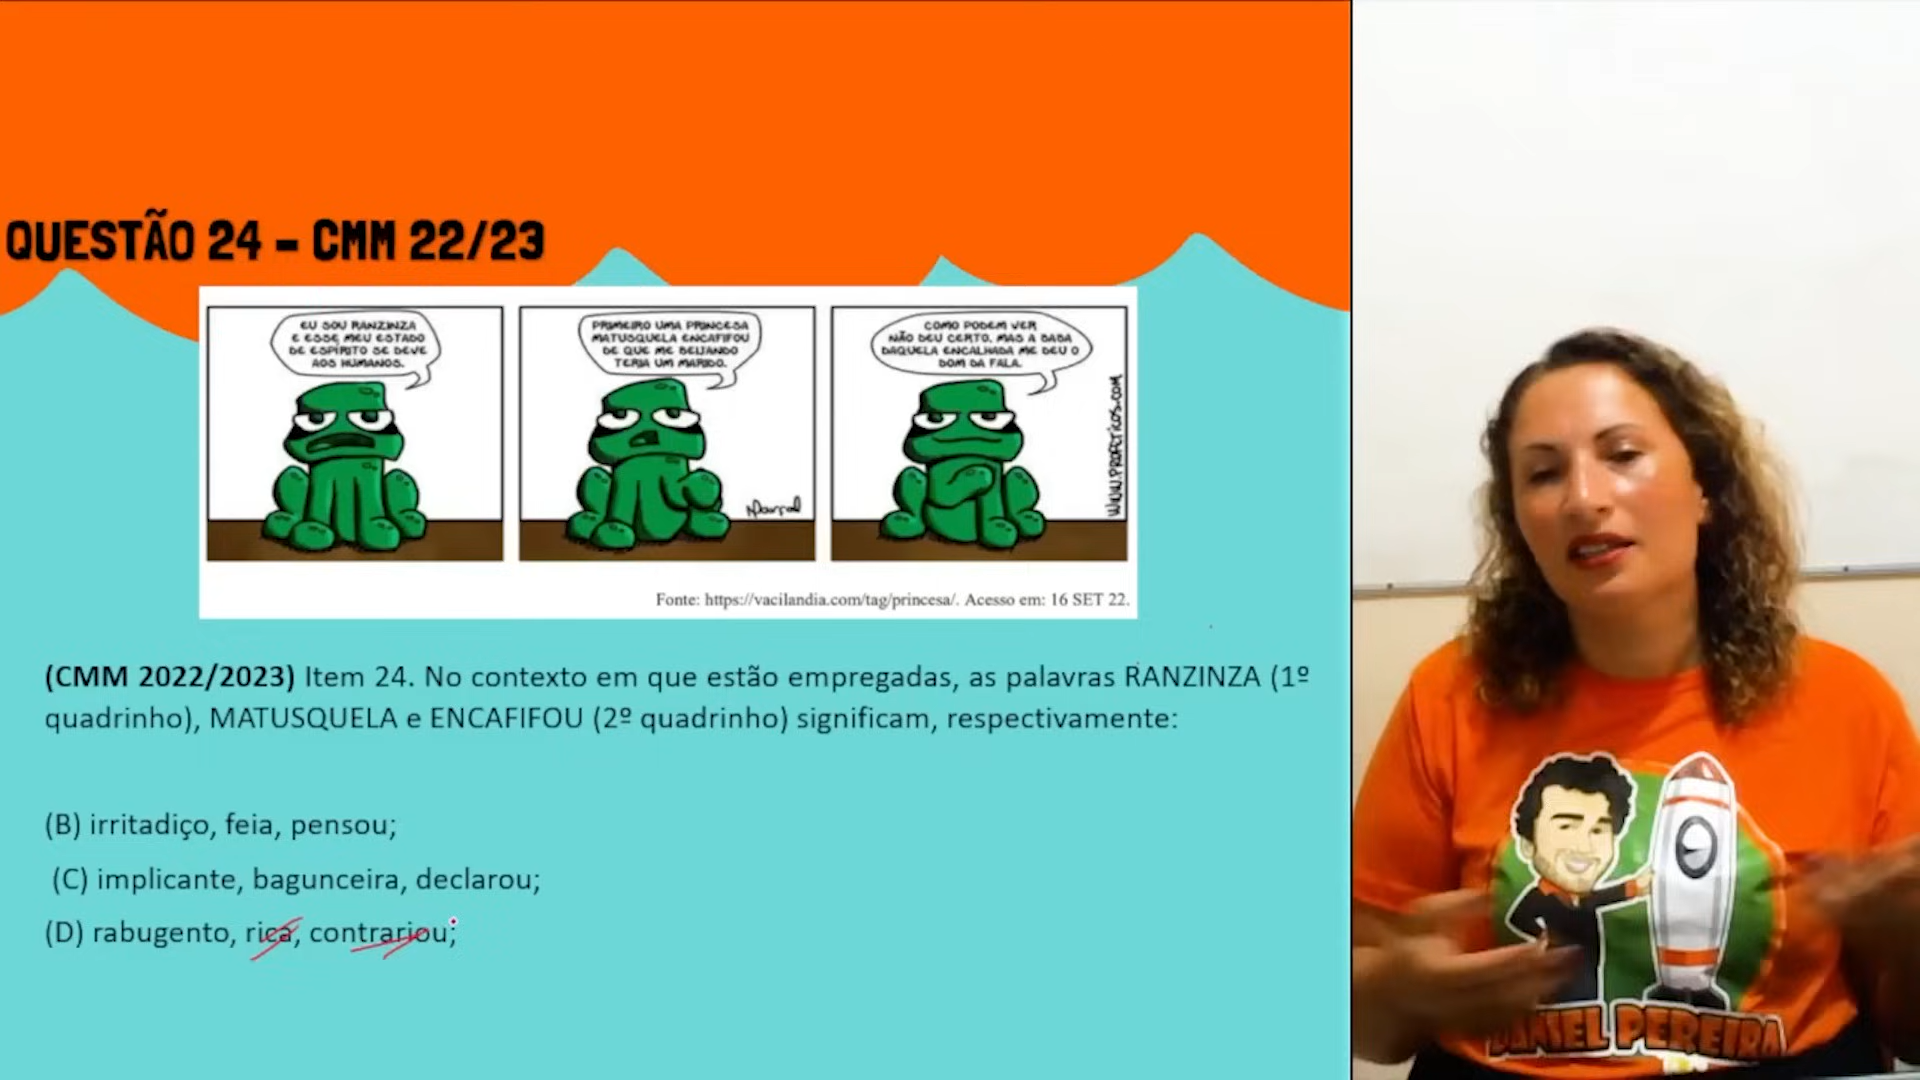 QUESTÃO 24 - CMM 22/23
EU SOU RANZINZA
E ESSE MEU ESTADO
DE ESPÍRITO SE DEVE
AOS HUMANOS.
PRIMEIRO UMA PRINCESA
MATUSQUELA ENCAFIFOU
DE QUE ME BEIJANDO
TERIA UM MARIDO.
COMO PODEM VER
NÃO DEU CERTO, MAS A BABA
DAQUELA ENCALHADA ME DEU O
DOM DA FALA.
WWW.PROFETICOS.COM
Fonte: https://vacilandia.com/tag/princesa/. Acesso em: 16 SET 22.
(CMM 2022/2023) Item 24. No contexto em que estão empregadas, as palavras RANZINZA (1º
quadrinho), MATUSQUELA e ENCAFIFOU (2º quadrinho) significam, respectivamente:
(B) irritadiço, feia, pensou;
(C) implicante, bagunceira, declarou;
(D) rabugento, rica, contrariou;
DANIEL PEREIRA